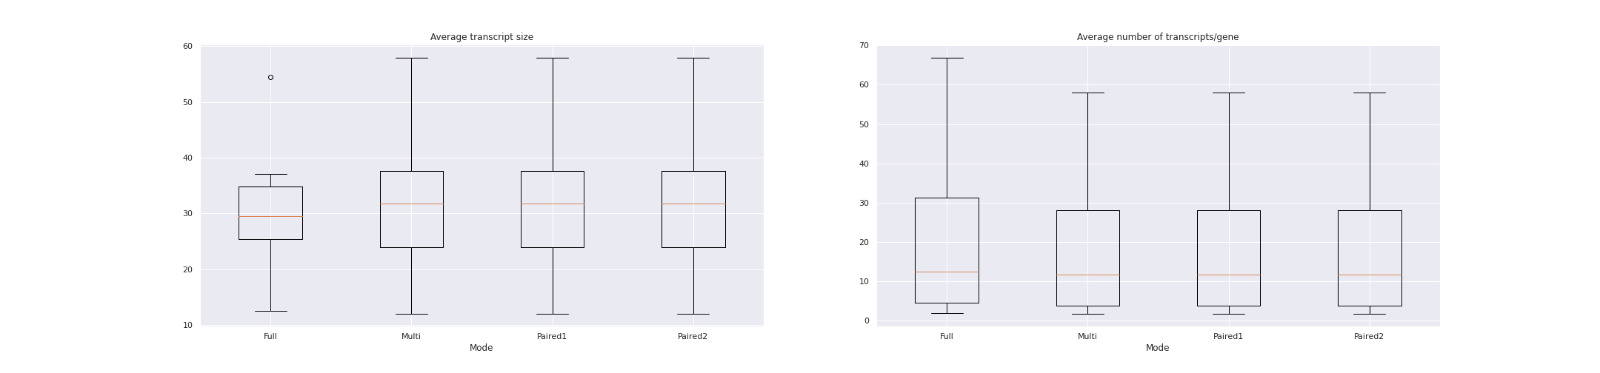 Average transcript size
60
50
40
30
20
10
Full Multi Paired1 Paired2
Mode
Average number of transcripts/gene
70
60
50
40
30
20
10
0
Full Multi Paired1 Paired2
Mode